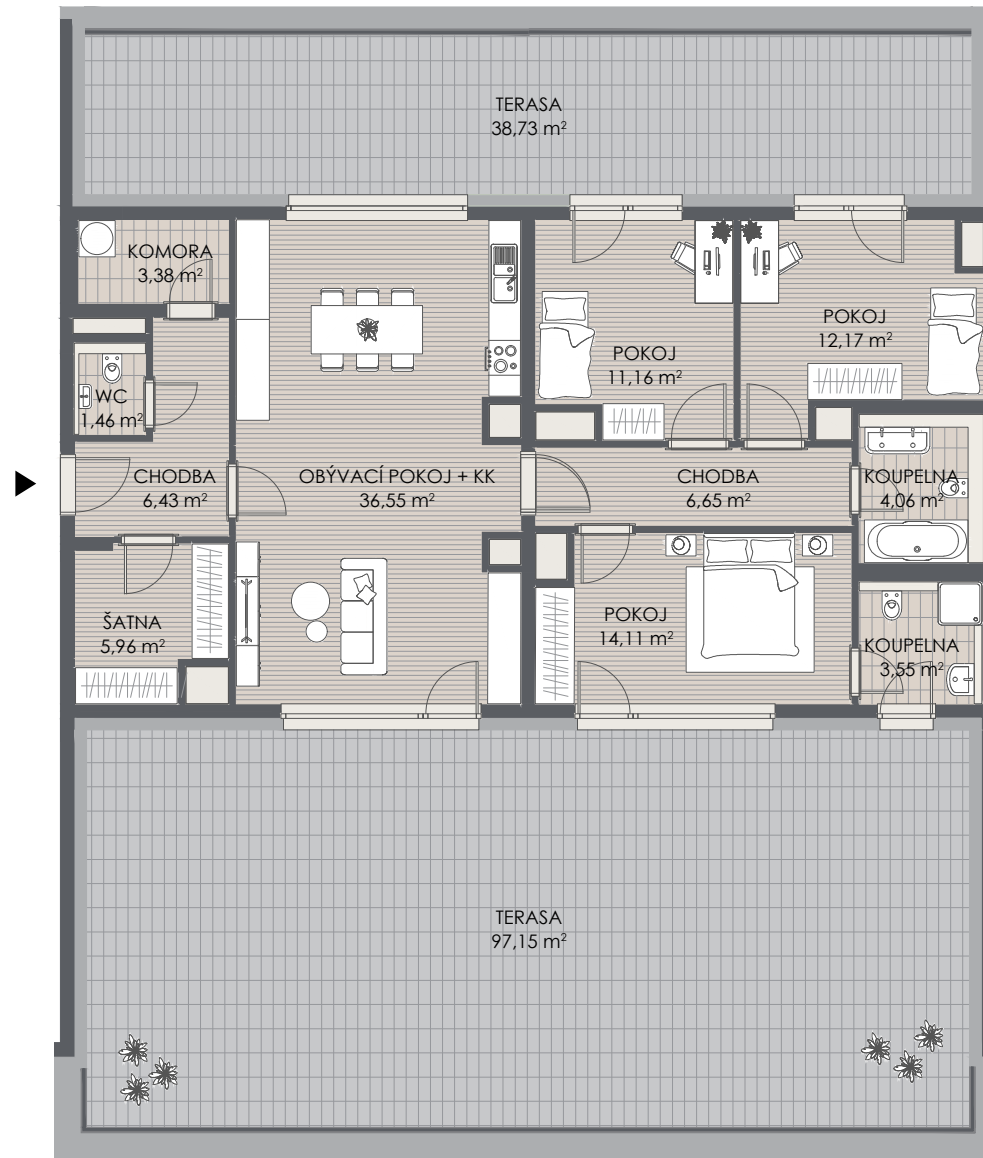 TERASA
38,73 m²
KOMORA
3,38 m²
POKOJ
12,17 m²
POKOJ
11,16 m²
WC
1,46 m²
CHODBA
6,43 m²
OBÝVACÍ POKOJ + KK
36,55 m²
CHODBA
6,65 m²
KOUPELNA
4,06 m²
ŠATNA
5,96 m²
POKOJ
14,11 m²
KOUPELNA
3,55 m²
TERASA
97,15 m²